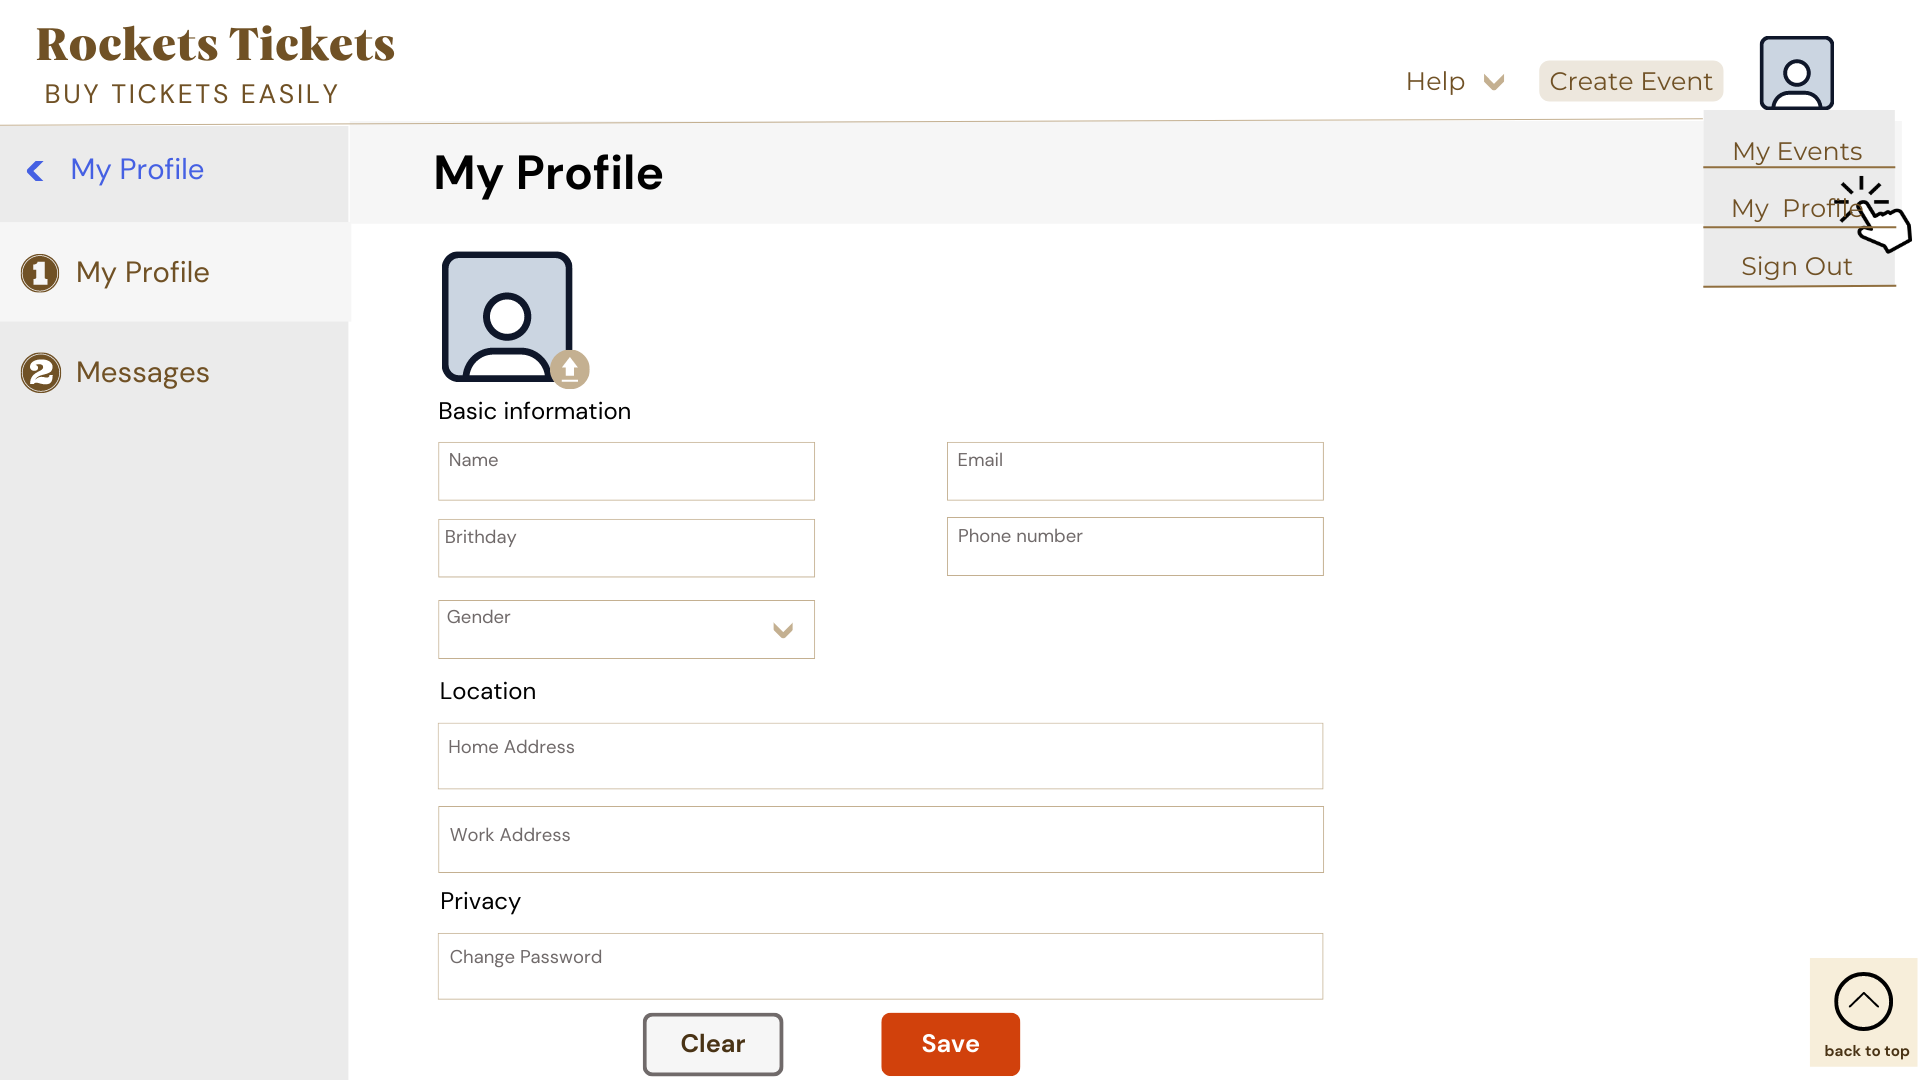 Rockets Tickets
BUY TICKETS EASILY
Help
Create Event
My Events
My Profile
Sign Out
My Profile
1 My Profile
2 Messages
My Profile
Basic information
Name
Email
Brithday
Phone number
Gender
Location
Home Address
Work Address
Privacy
Change Password
Clear
Save
back to top